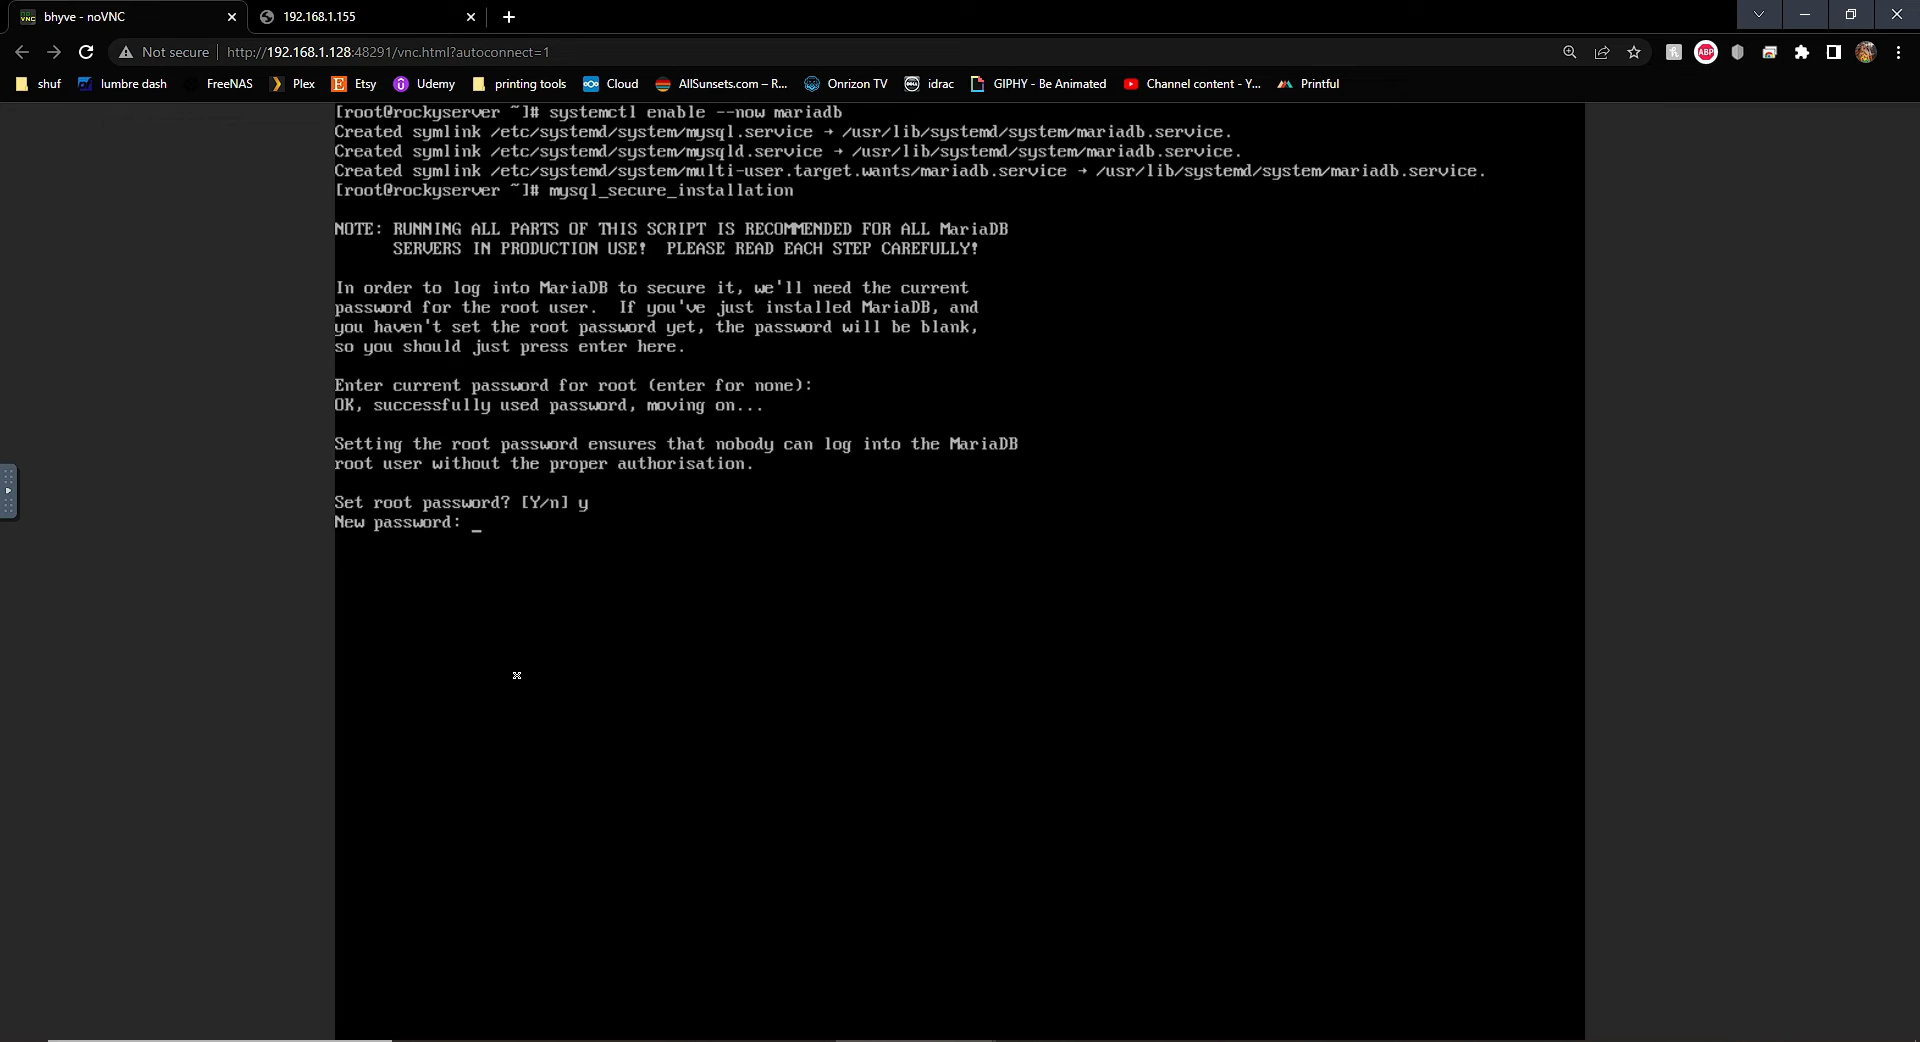 bhyve - noVNC
192.168.1.155
Not secure
http://192.168.1.128:48291/vnc.html?autoconnect=1
ABP
shuf
lumbre dash
FreeNAS
Plex
Etsy
Udemy
printing tools
Cloud
AllSunsets.com – R...
Onrizon TV
idrac
GIPHY - Be Animated
Channel content - Y...
Printful
[root@rockyserver ~]# systemctl enable --now mariadb
Created symlink /etc/systemd/system/mysql.service → /usr/lib/systemd/system/mariadb.service.
Created symlink /etc/systemd/system/mysqld.service → /usr/lib/systemd/system/mariadb.service.
Created symlink /etc/systemd/system/multi-user.target.wants/mariadb.service → /usr/lib/systemd/system/mariadb.service.
[root@rockyserver ~]# mysql_secure_installation
NOTE: RUNNING ALL PARTS OF THIS SCRIPT IS RECOMMENDED FOR ALL MariaDB
SERVERS IN PRODUCTION USE!  PLEASE READ EACH STEP CAREFULLY!
In order to log into MariaDB to secure it, we'll need the current
password for the root user.  If you've just installed MariaDB, and
you haven't set the root password yet, the password will be blank,
so you should just press enter here.
Enter current password for root (enter for none):
OK, successfully used password, moving on...
Setting the root password ensures that nobody can log into the MariaDB
root user without the proper authorisation.
Set root password? [Y/n] y
New password: _